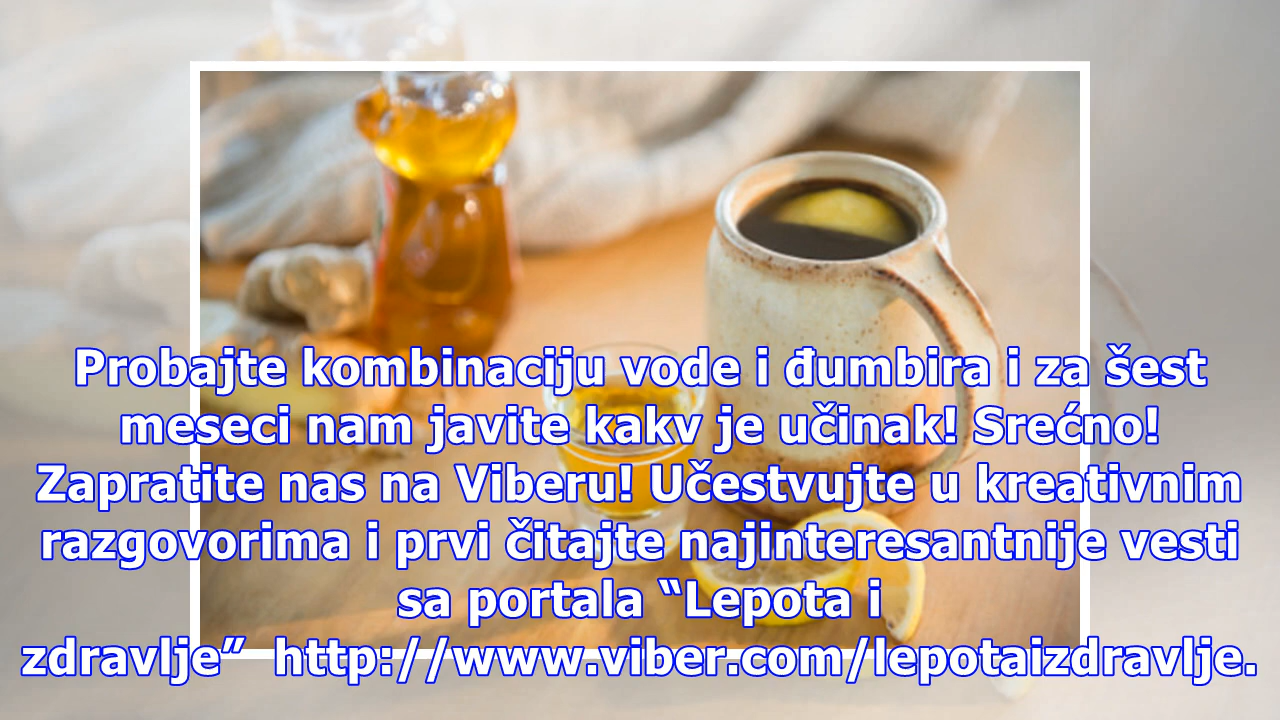 Probajte kombinaciju vode i đumbira i za šest
meseci nam javite kakv je učinak! Srećno!
Zapratite nas na Viberu! Učestvujte u kreativnim
razgovorima i prvi čitajte najinteresantnije vesti
sa portala “Lepota i
zdravlje” http://www.viber.com/lepotaizdravlje.